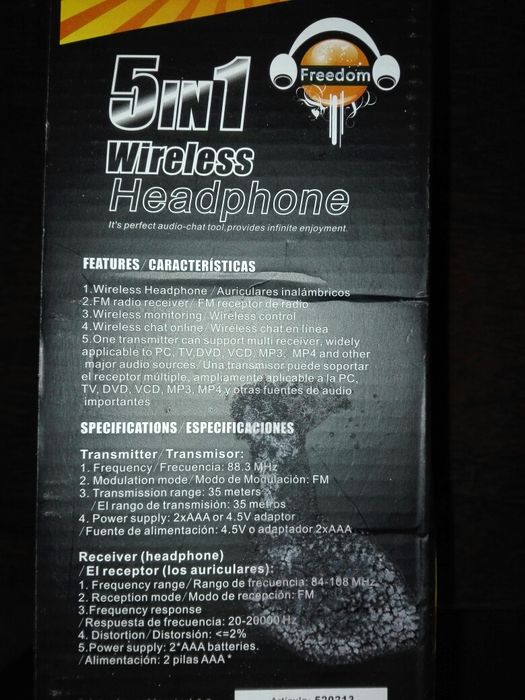 5IN1
Freedom
Wireless
Headphone
It's perfect audio-chat tool,provides infinite enjoyment.
FEATURES/CARACTERÍSTICAS
1.Wireless Headphone /Auriculares inalámbricos
2.FM radio receiver/ FM receptor de radio
3.Wireless monitoring/ Wireless control
4.Wireless chat online/ Wireless chat en línea
5.One transmitter can support multi receiver, widely
applicable to PC, TV,DVD, VCD, MP3, MP4 and other
major audio sources/ Una transmisor puede soportar
el receptor múltiple, ampliamente aplicable a la PC,
TV, DVD, VCD, MP3, MP4,y otras fuentes de audio
importantes
SPECIFICATIONS/ESPECIFICACIONES
Transmitter/Transmisor:
1. Frequency/Frecuencia: 88.3 MHz
2. Modulation mode/Modo de Modulación: FM
3. Transmission range: 35 meters
/El rango de transmisión: 35 metros
4. Power supply: 2xAAA or 4.5V adaptor
/Fuente de alimentación: 4.5V o adaptador 2xAAA
Receiver (headphone)
/El receptor (los auriculares):
1. Frequency range/Rango de frecuencia: 84-108 MHz
2. Reception mode/Modo de recepción: FM
3.Frequency response
/Respuesta de frecuencia: 20-20000 Hz
4. Distortion/Distorsión: <=2%
5.Power supply: 2*AAA batteries.
/Alimentación: 2 pilas AAA *